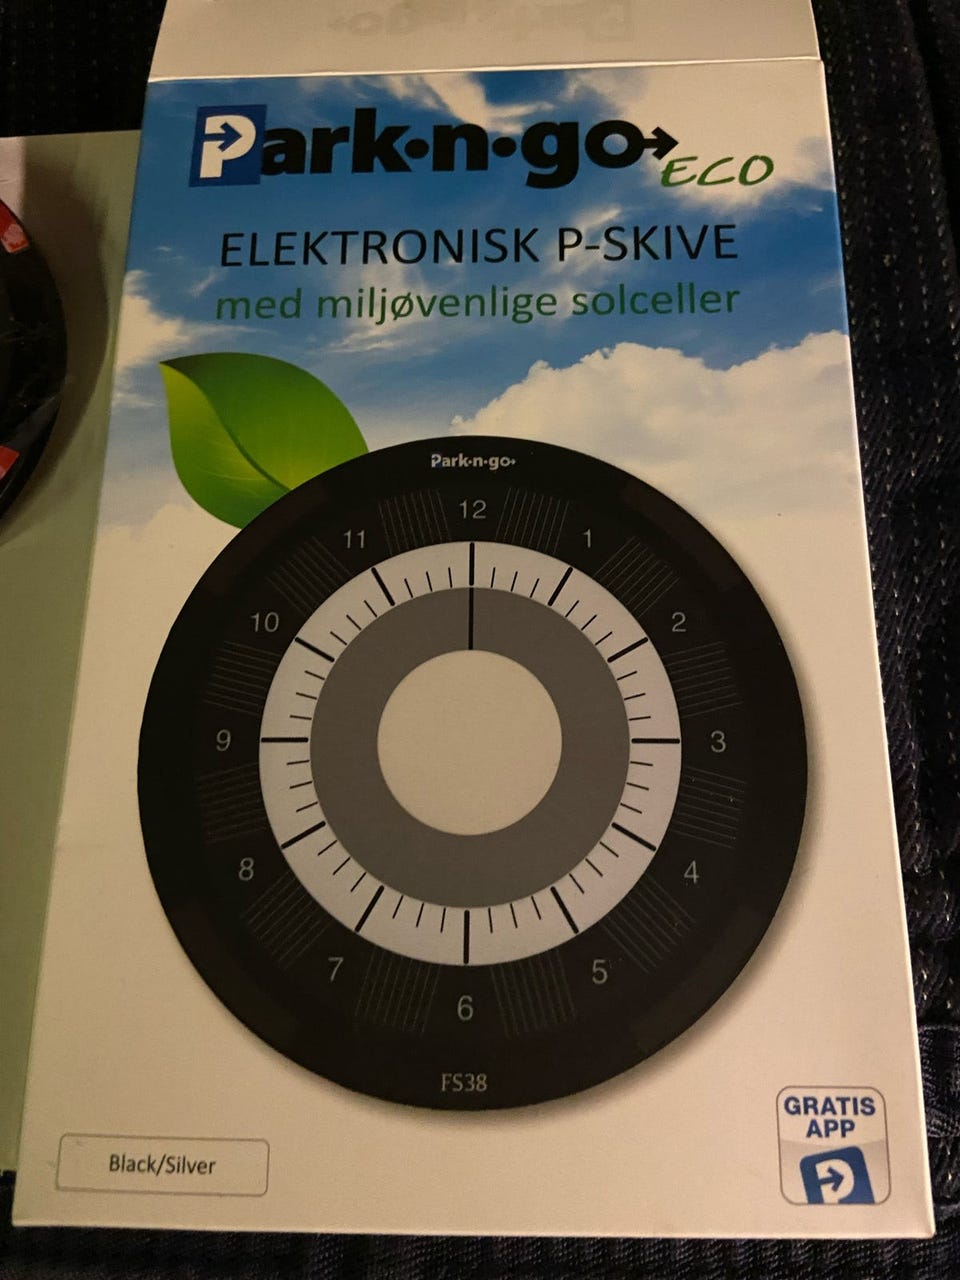 Park·n·go
ECO
ELEKTRONISK P-SKIVE
med miljøvenlige solceller
Park·n·go
12
11
1
10
2
9
3
8
4
7
5
6
FS38
GRATIS
APP
P
Black/Silver